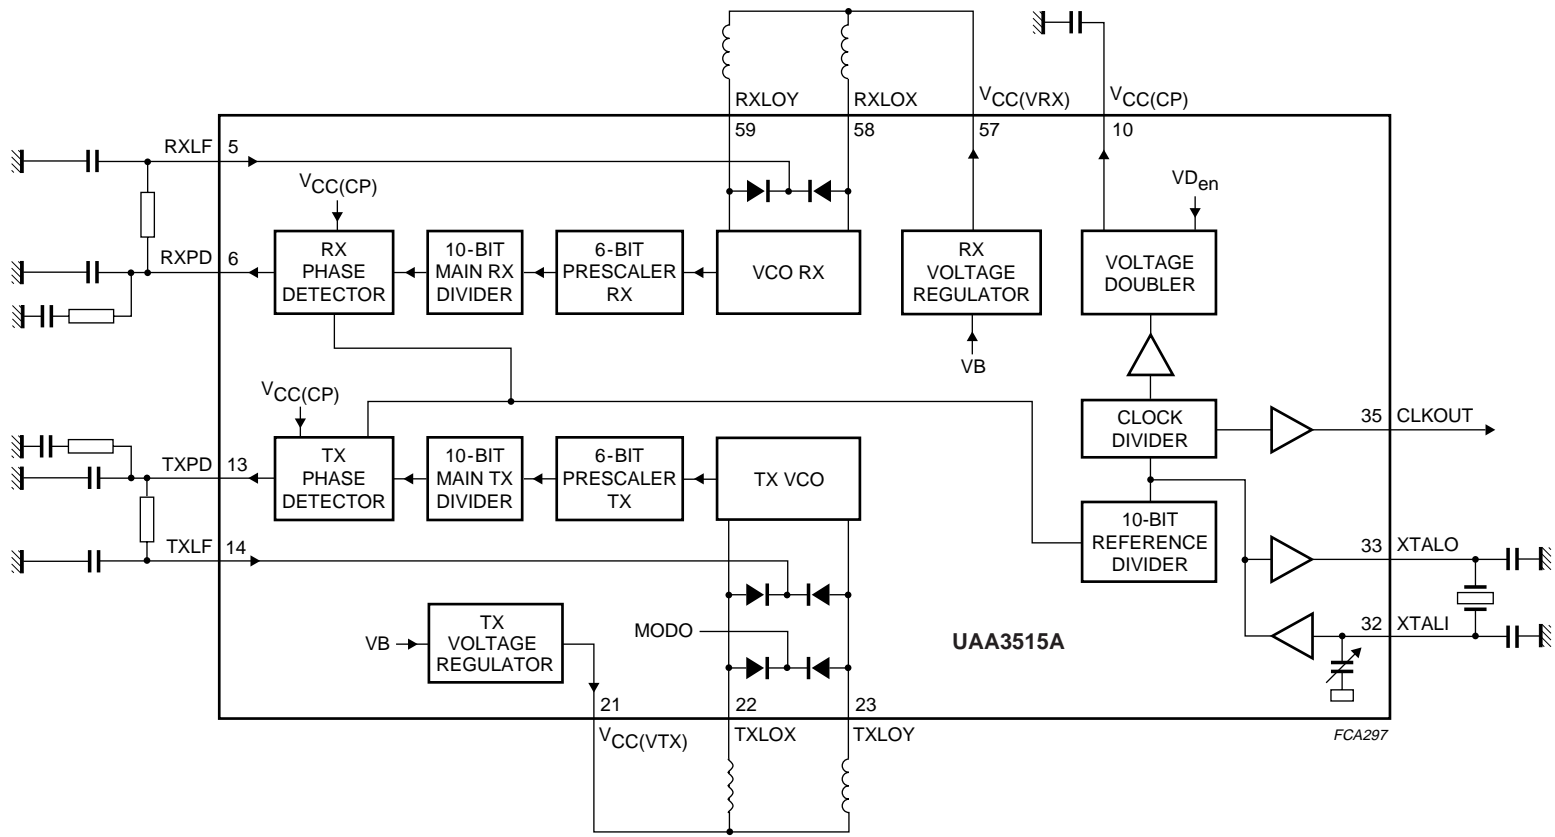 RXLOY
RXLOX
VCC(VRX)
VCC(CP)
59
58
57
10
RXLF
5
VCC(CP)
VDen
RXPD
6
RX
PHASE
DETECTOR
10-BIT
MAIN RX
DIVIDER
6-BIT
PRESCALER
RX
VCO RX
RX
VOLTAGE
REGULATOR
VOLTAGE
DOUBLER
VB
VCC(CP)
CLOCK
DIVIDER
35
CLKOUT
TXPD
13
TX
PHASE
DETECTOR
10-BIT
MAIN TX
DIVIDER
6-BIT
PRESCALER
TX
TX VCO
10-BIT
REFERENCE
DIVIDER
TXLF
14
33
XTALO
VB
TX
VOLTAGE
REGULATOR
MODO
UAA3515A
32
XTALI
21
22
23
VCC(VTX)
TXLOX
TXLOY
FCA297